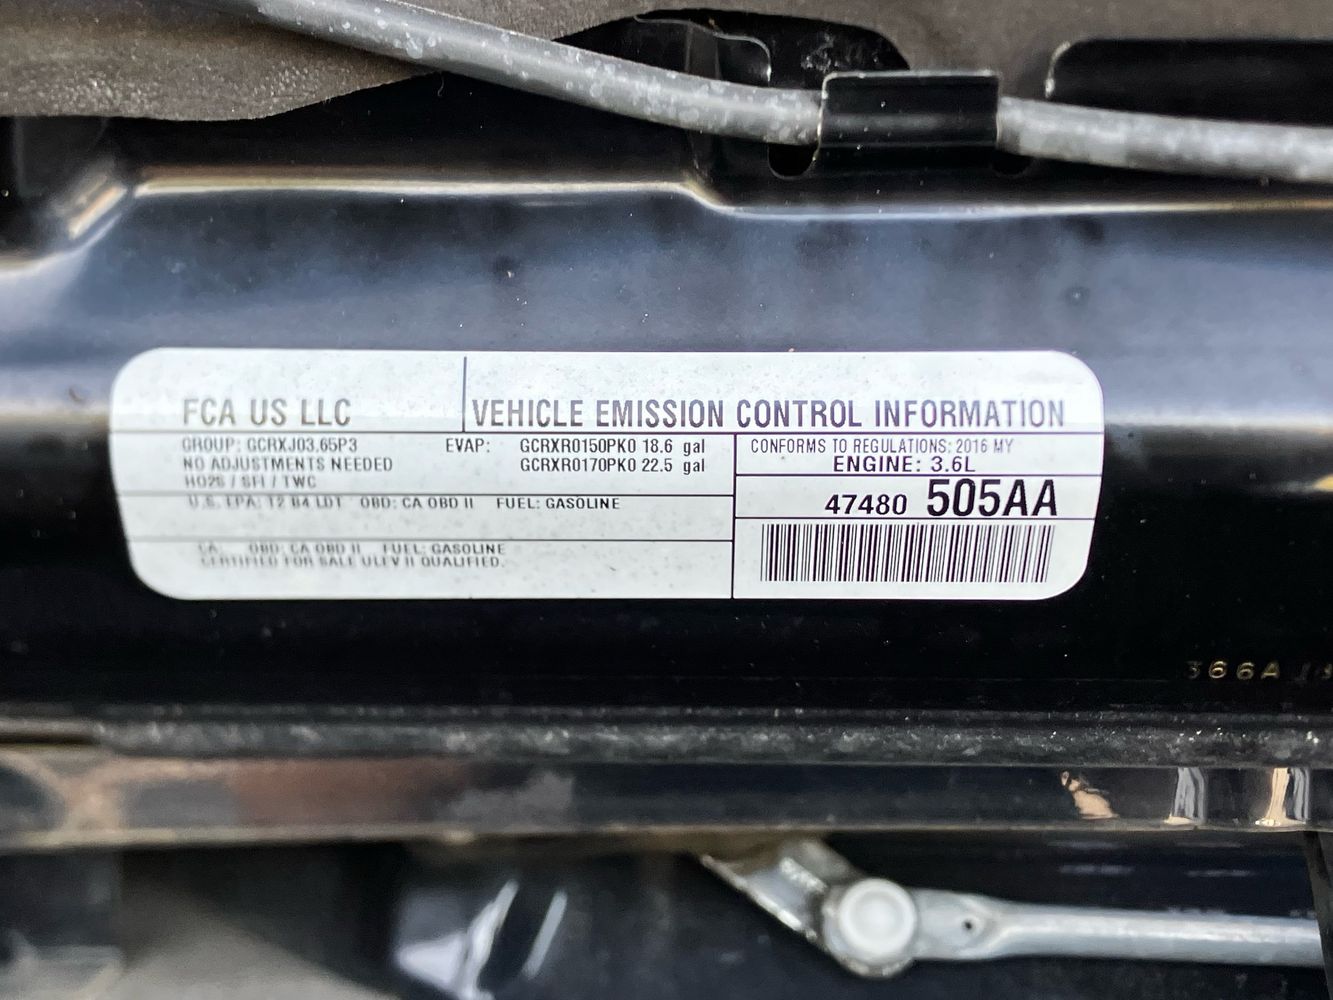 FCA US LLC
VEHICLE EMISSION CONTROL INFORMATION
GROUP: GCRXJ03.65P3
NO ADJUSTMENTS NEEDED
HO2S / SFI / TWC
EVAP: GCRXR0150PK0 18.6 gal
GCRXR0170PK0 22.5 gal
CONFORMS TO REGULATIONS: 2016 MY
ENGINE: 3.6L
47480 505AA
U.S. EPA: T2 B4 LDT OBD: CA OBD II FUEL: GASOLINE
CA. OBD: CA OBD II FUEL: GASOLINE
CERTIFIED FOR SALE ULEV II QUALIFIED.
366A